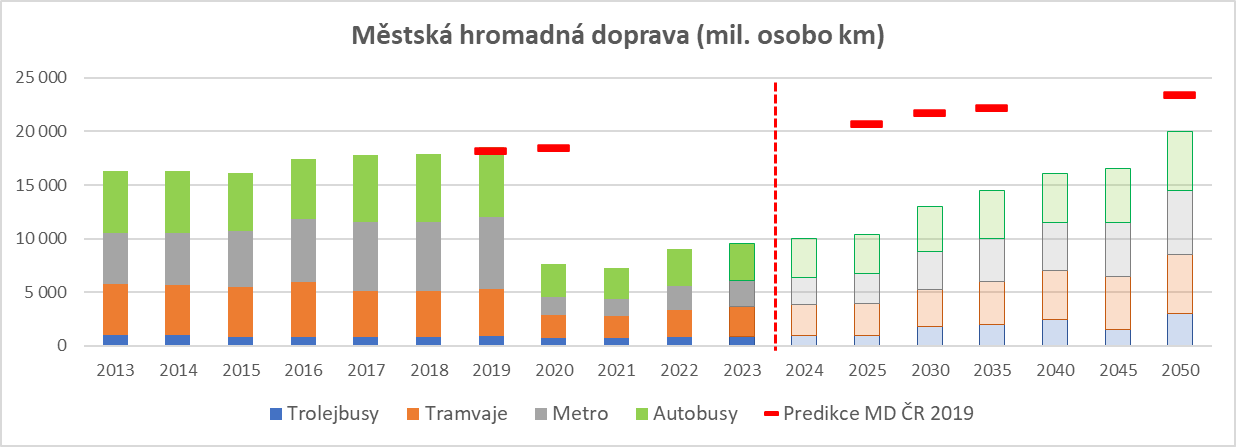 Městská hromadná doprava (mil. osobo km)
25 000
20 000
15 000
10 000
5 000
0
2013 2014 2015 2016 2017 2018 2019 2020 2021 2022 2023 2024 2025 2030 2035 2040 2045 2050
Trolejbusy Tramvaje Metro Autobusy Predikce MD ČR 2019